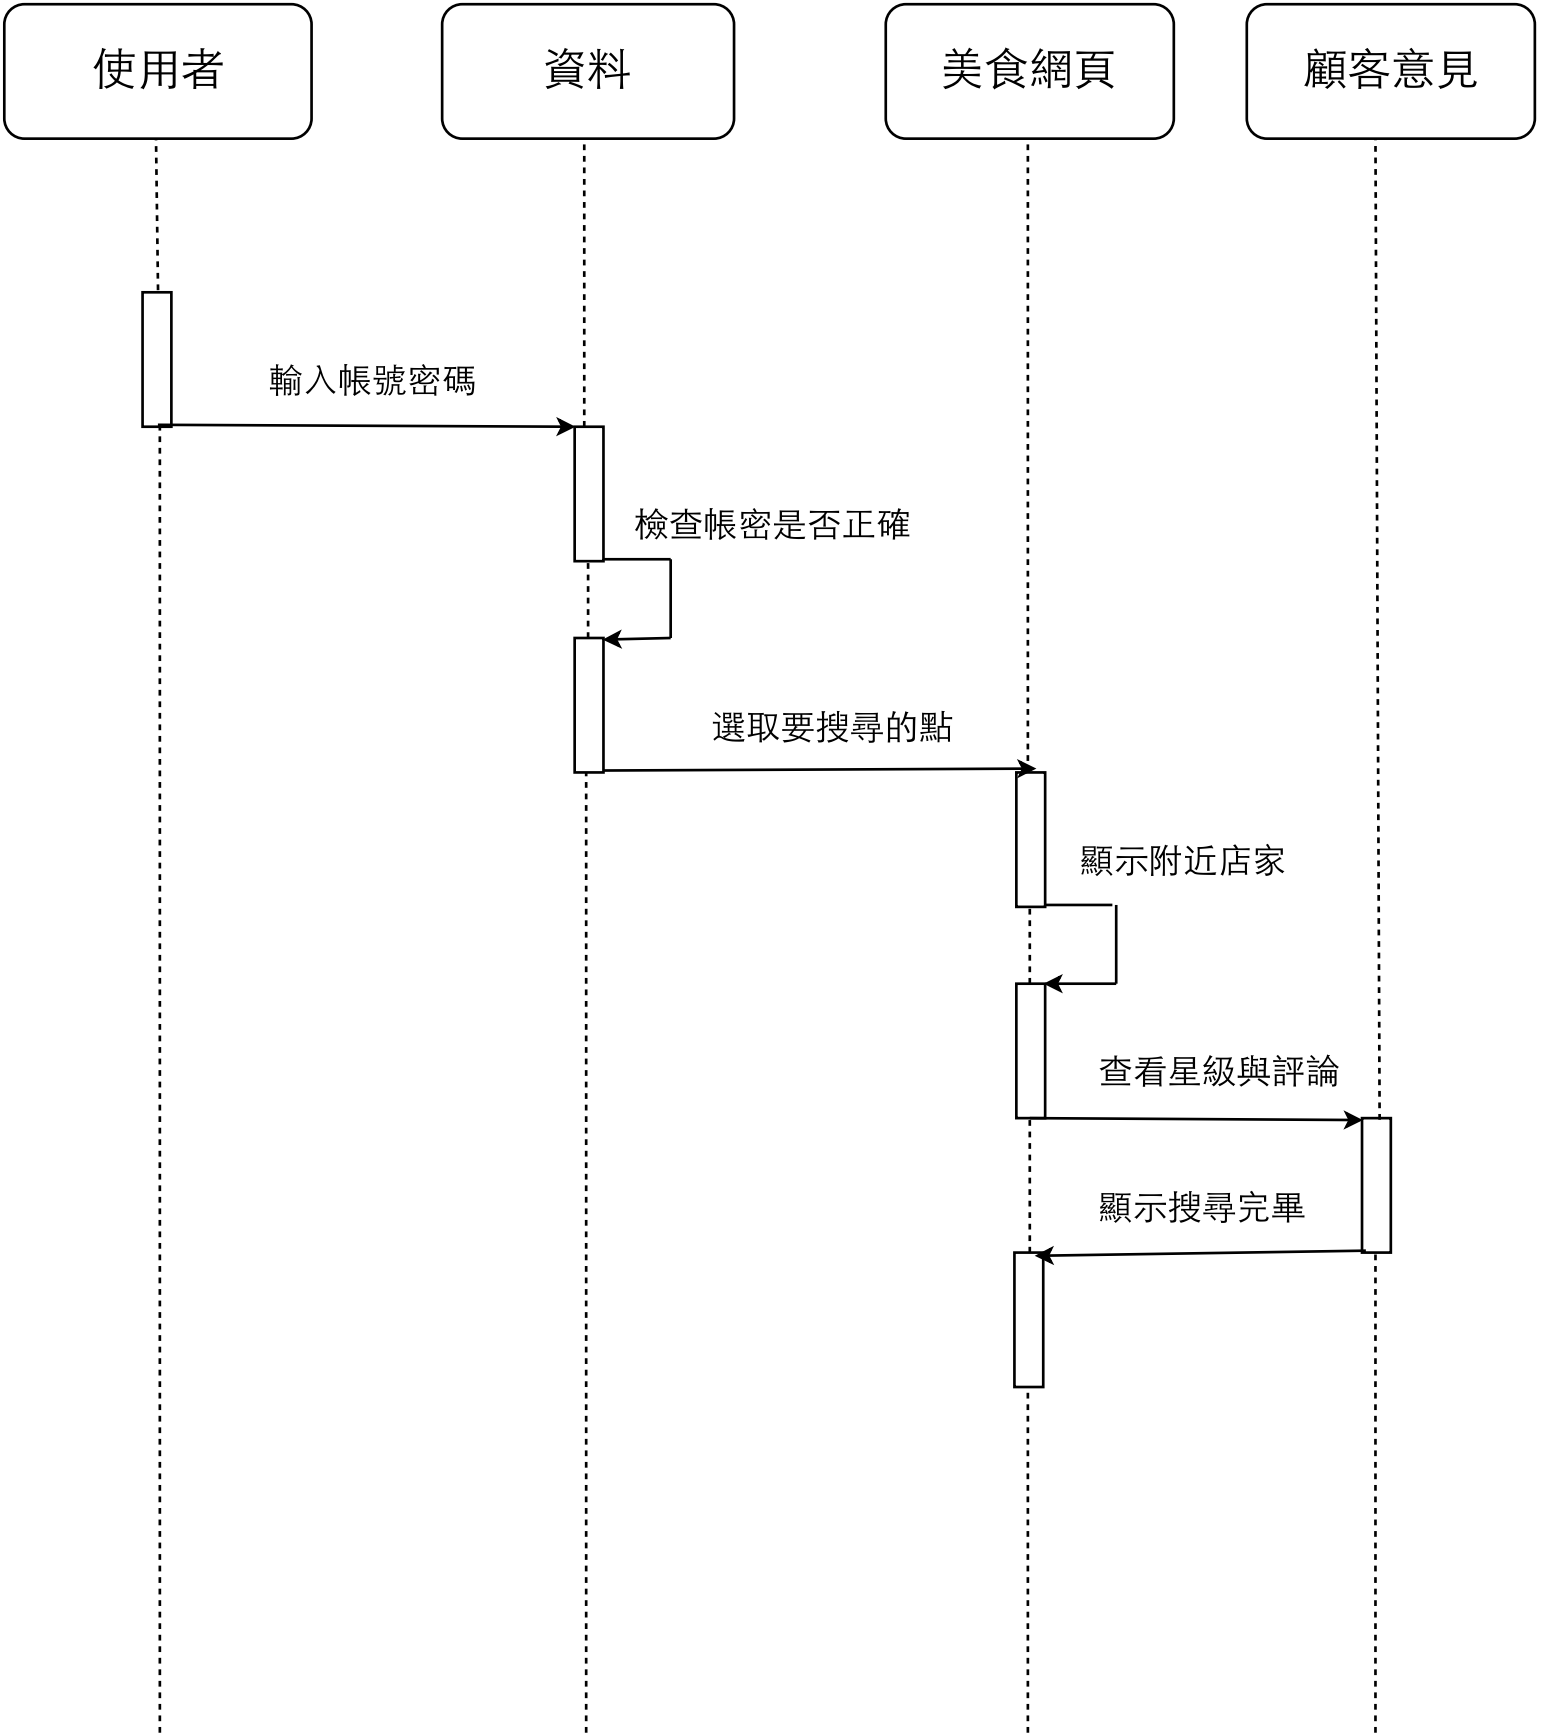 使用者
資料
美食網頁
顧客意見
輸入帳號密碼
檢查帳密是否正確
選取要搜尋的點
顯示附近店家
查看星級與評論
顯示搜尋完畢